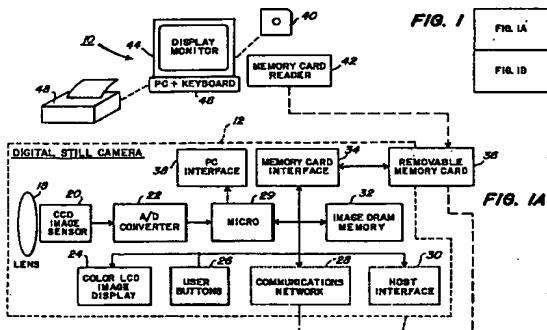 FIG. 1
FIG. 1A
FIG. 1B
10
44
DISPLAY
MONITOR
40
MEMORY CARD
READER
42
48
PC + KEYBOARD
46
12
DIGITAL STILL CAMERA
38
PC
INTERFACE
MEMORY CARD
INTERFACE
34
REMOVABLE
MEMORY CARD
36
FIG. 1A
18
LENS
20
CCD
IMAGE
SENSOR
22
A/D
CONVERTER
29
MICRO
32
IMAGE DRAM
MEMORY
24
COLOR LCD
IMAGE
DISPLAY
26
USER
BUTTONS
28
COMMUNICATIONS
NETWORK
30
HOST
INTERFACE